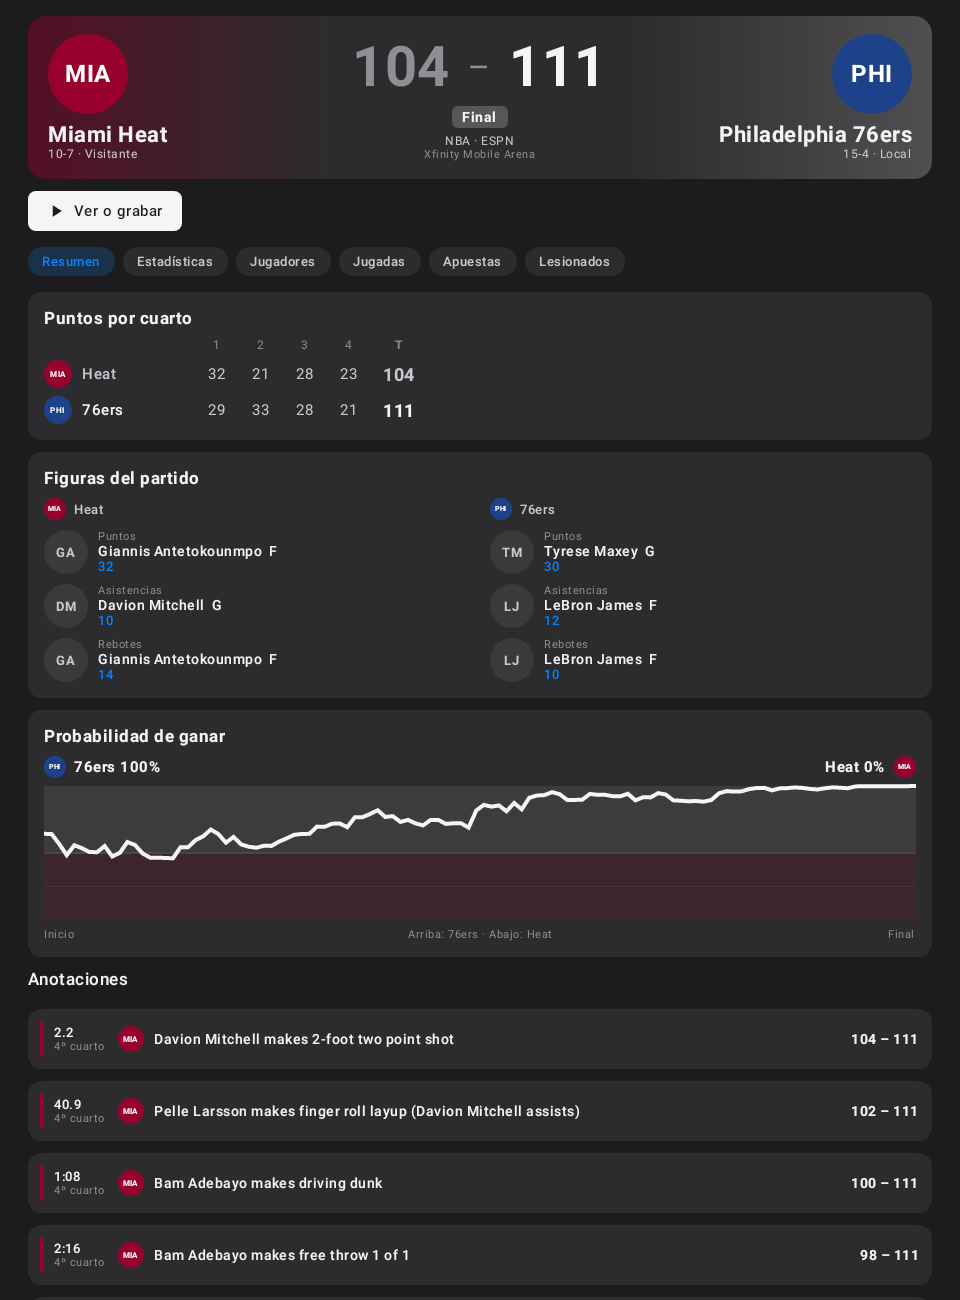 MIA
104 – 111
PHI
Final
Miami Heat
10-7 · Visitante
NBA · ESPN
Xfinity Mobile Arena
Philadelphia 76ers
15-4 · Local
Ver o grabar
Resumen
Estadísticas
Jugadores
Jugadas
Apuestas
Lesionados
Puntos por cuarto
1 2 3 4 T
MIA Heat 32 21 28 23 104
PHI 76ers 29 33 28 21 111
Figuras del partido
MIA Heat
GA
Puntos
Giannis Antetokounmpo F
32
DM
Asistencias
Davion Mitchell G
10
GA
Rebotes
Giannis Antetokounmpo F
14
PHI 76ers
TM
Puntos
Tyrese Maxey G
30
LJ
Asistencias
LeBron James F
12
LJ
Rebotes
LeBron James F
10
Probabilidad de ganar
PHI 76ers 100%
Heat 0% MIA
Inicio
Arriba: 76ers · Abajo: Heat
Final
Anotaciones
2.2
4º cuarto
MIA
Davion Mitchell makes 2-foot two point shot
104 – 111
40.9
4º cuarto
MIA
Pelle Larsson makes finger roll layup (Davion Mitchell assists)
102 – 111
1:08
4º cuarto
MIA
Bam Adebayo makes driving dunk
100 – 111
2:16
4º cuarto
MIA
Bam Adebayo makes free throw 1 of 1
98 – 111